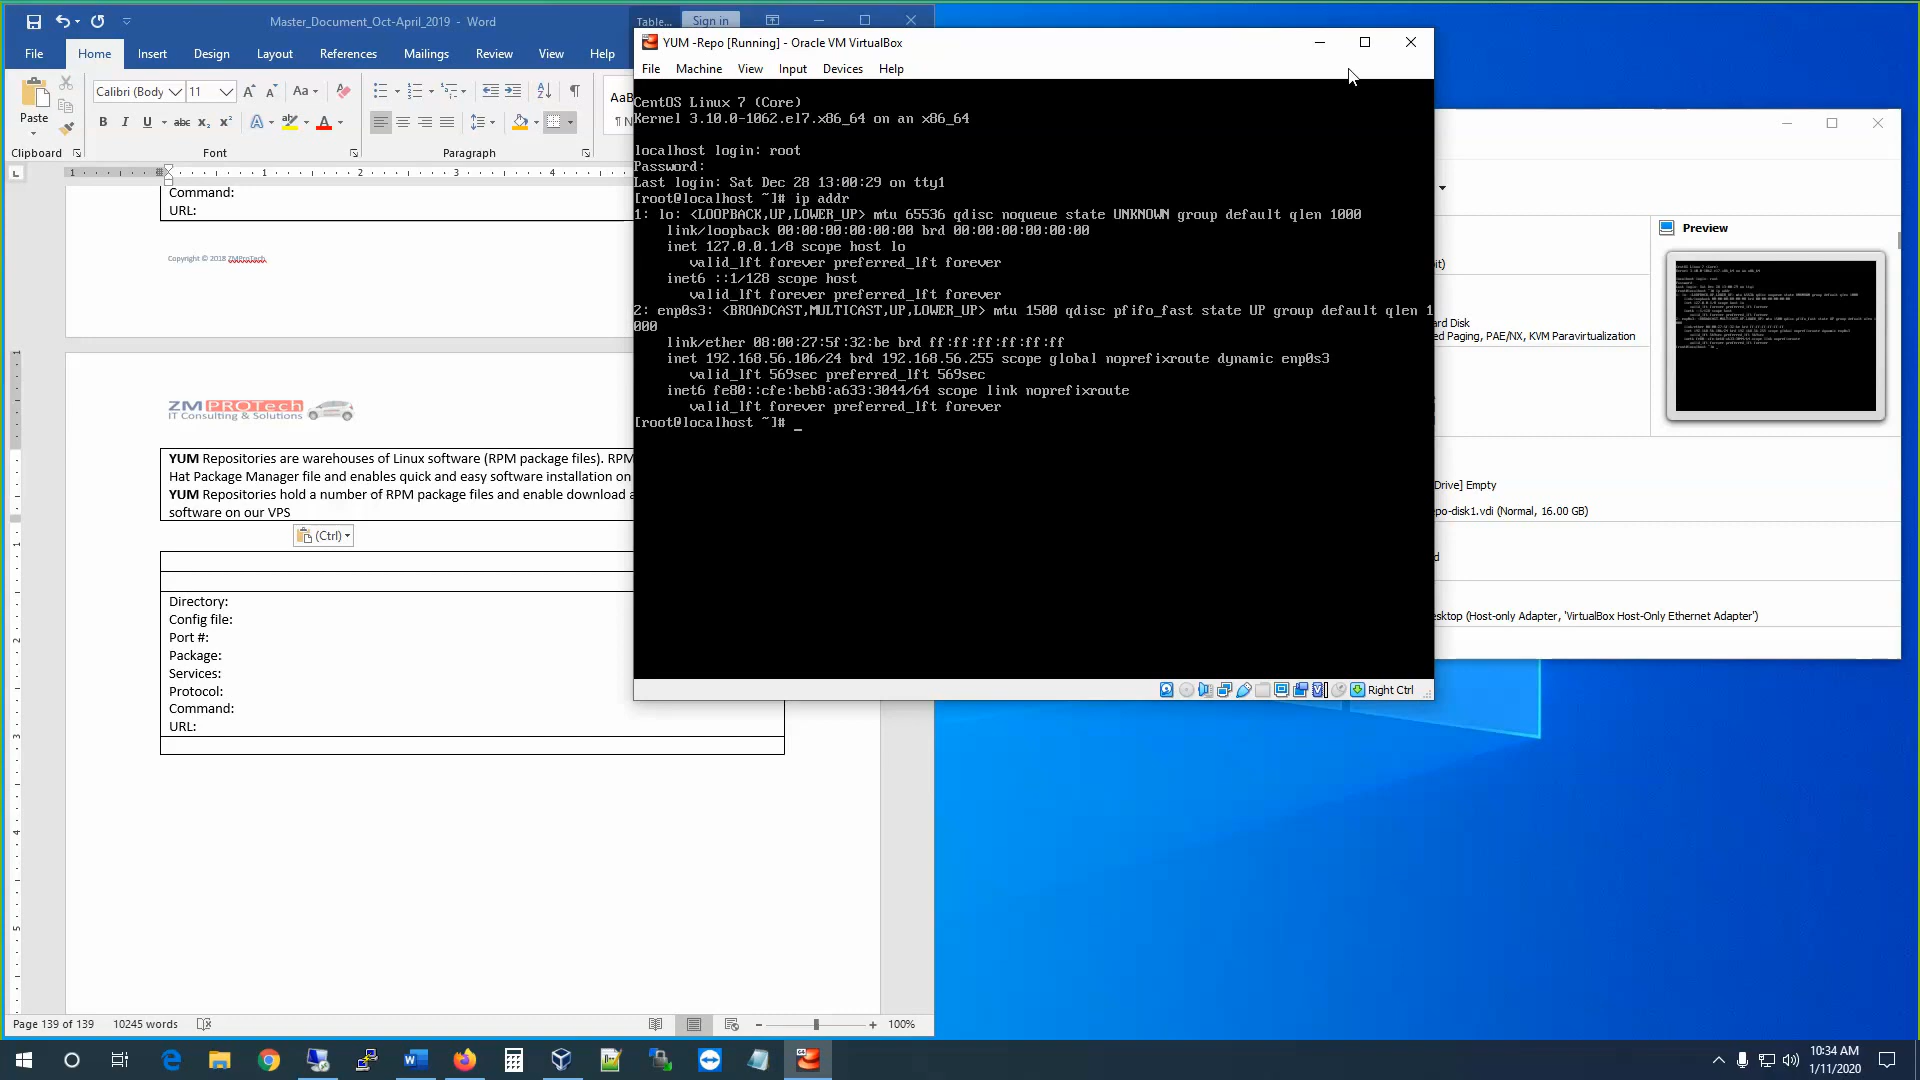 Master_Document_Oct-April_2019 - Word
Table...
Sign in
File
Home
Insert
Design
Layout
References
Mailings
Review
View
Help
Paste
Calibri (Body
11
Aa
B I U abc x₂ x²
A
AaB
¶ N
Clipboard
Font
Paragraph
Command:
URL:
Copyright © 2018 ZMProTech
ZMPROTech
IT Consulting & Solutions
YUM Repositories are warehouses of Linux software (RPM package files). RPM
Hat Package Manager file and enables quick and easy software installation on
YUM Repositories hold a number of RPM package files and enable download a
software on our VPS
(Ctrl)
Directory:
Config file:
Port #:
Package:
Services:
Protocol:
Command:
URL:
Page 139 of 139
10245 words
100%
YUM -Repo [Running] - Oracle VM VirtualBox
File
Machine
View
Input
Devices
Help
CentOS Linux 7 (Core)
Kernel 3.10.0-1062.el7.x86_64 on an x86_64
localhost login: root
Password:
Last login: Sat Dec 28 13:00:29 on tty1
[root@localhost ~]# ip addr
1: lo: <LOOPBACK,UP,LOWER_UP> mtu 65536 qdisc noqueue state UNKNOWN group default qlen 1000
link/loopback 00:00:00:00:00:00 brd 00:00:00:00:00:00
inet 127.0.0.1/8 scope host lo
valid_lft forever preferred_lft forever
inet6 ::1/128 scope host
valid_lft forever preferred_lft forever
2: enp0s3: <BROADCAST,MULTICAST,UP,LOWER_UP> mtu 1500 qdisc pfifo_fast state UP group default qlen 1
000
link/ether 08:00:27:5f:32:be brd ff:ff:ff:ff:ff:ff
inet 192.168.56.106/24 brd 192.168.56.255 scope global noprefixroute dynamic enp0s3
valid_lft 569sec preferred_lft 569sec
inet6 fe80::cfe:beb8:a633:3044/64 scope link noprefixroute
valid_lft forever preferred_lft forever
[root@localhost ~]# _
Right Ctrl
Preview
it)
ard Disk
ed Paging, PAE/NX, KVM Paravirtualization
Drive] Empty
po-disk1.vdi (Normal, 16.00 GB)
d
esktop (Host-only Adapter, 'VirtualBox Host-Only Ethernet Adapter')
10:34 AM
1/11/2020